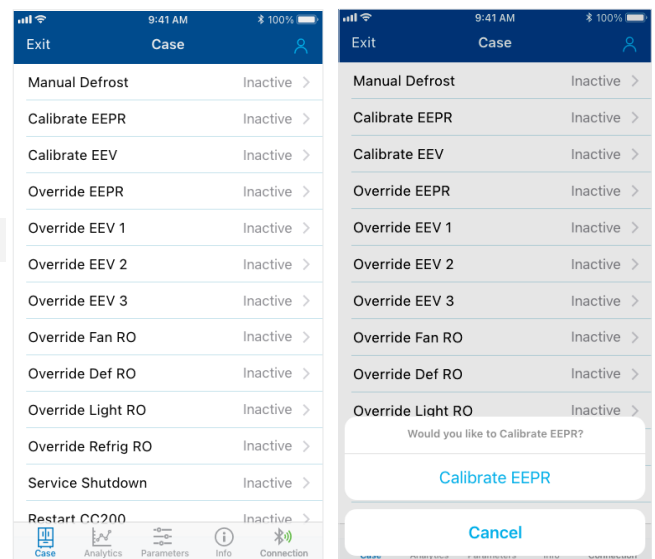 9:41 AM 100%
Exit Case
Manual Defrost Inactive
Calibrate EEPR Inactive
Calibrate EEV Inactive
Override EEPR Inactive
Override EEV 1 Inactive
Override EEV 2 Inactive
Override EEV 3 Inactive
Override Fan RO Inactive
Override Def RO Inactive
Override Light RO Inactive
Override Refrig RO Inactive
Service Shutdown Inactive
Restart CC200 Inactive
Case Analytics Parameters Info Connection
9:41 AM 100%
Exit Case
Manual Defrost Inactive
Calibrate EEPR Inactive
Calibrate EEV Inactive
Override EEPR Inactive
Override EEV 1 Inactive
Override EEV 2 Inactive
Override EEV 3 Inactive
Override Fan RO Inactive
Override Def RO Inactive
Override Light RO Inactive
Would you like to Calibrate EEPR?
Calibrate EEPR
Cancel
Case Analytics Parameters Info Connection